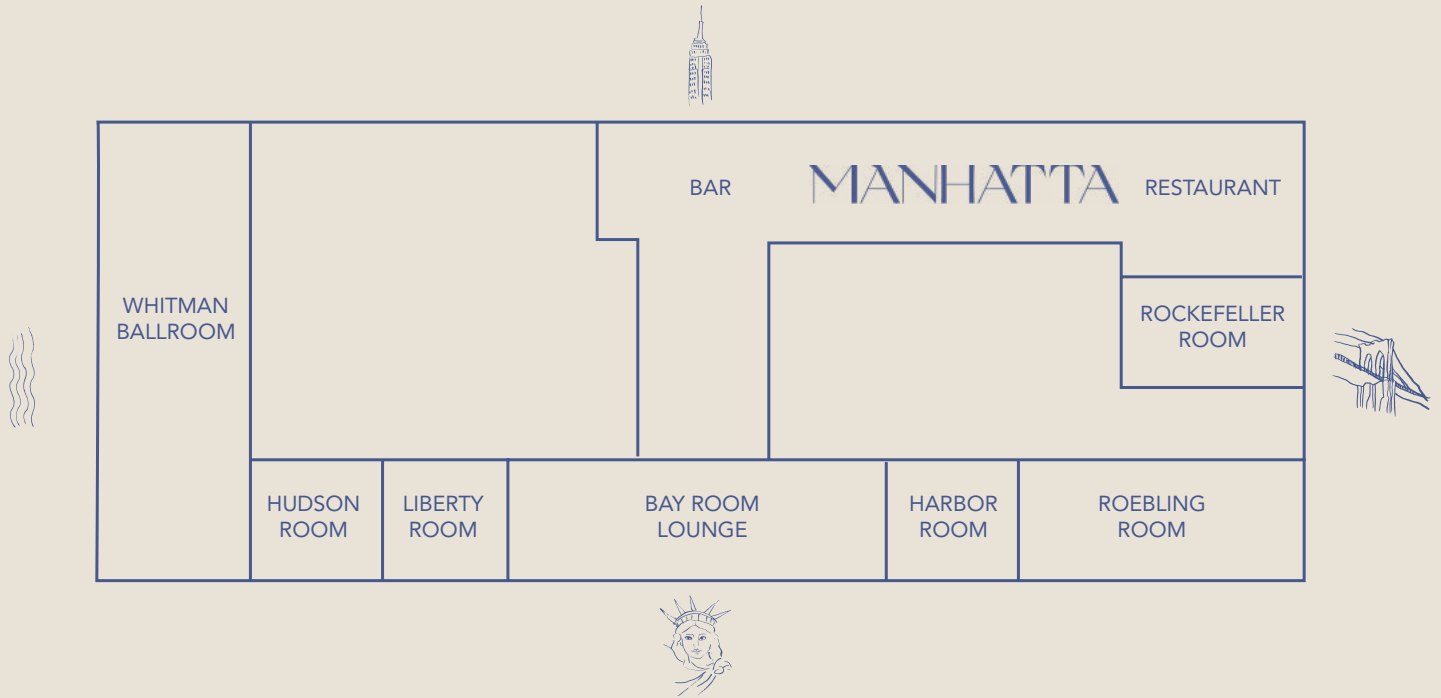 BAR
MANHATTA
RESTAURANT
WHITMAN
BALLROOM
ROCKEFELLER
ROOM
HUDSON
ROOM
LIBERTY
ROOM
BAY ROOM
LOUNGE
HARBOR
ROOM
ROEBLING
ROOM